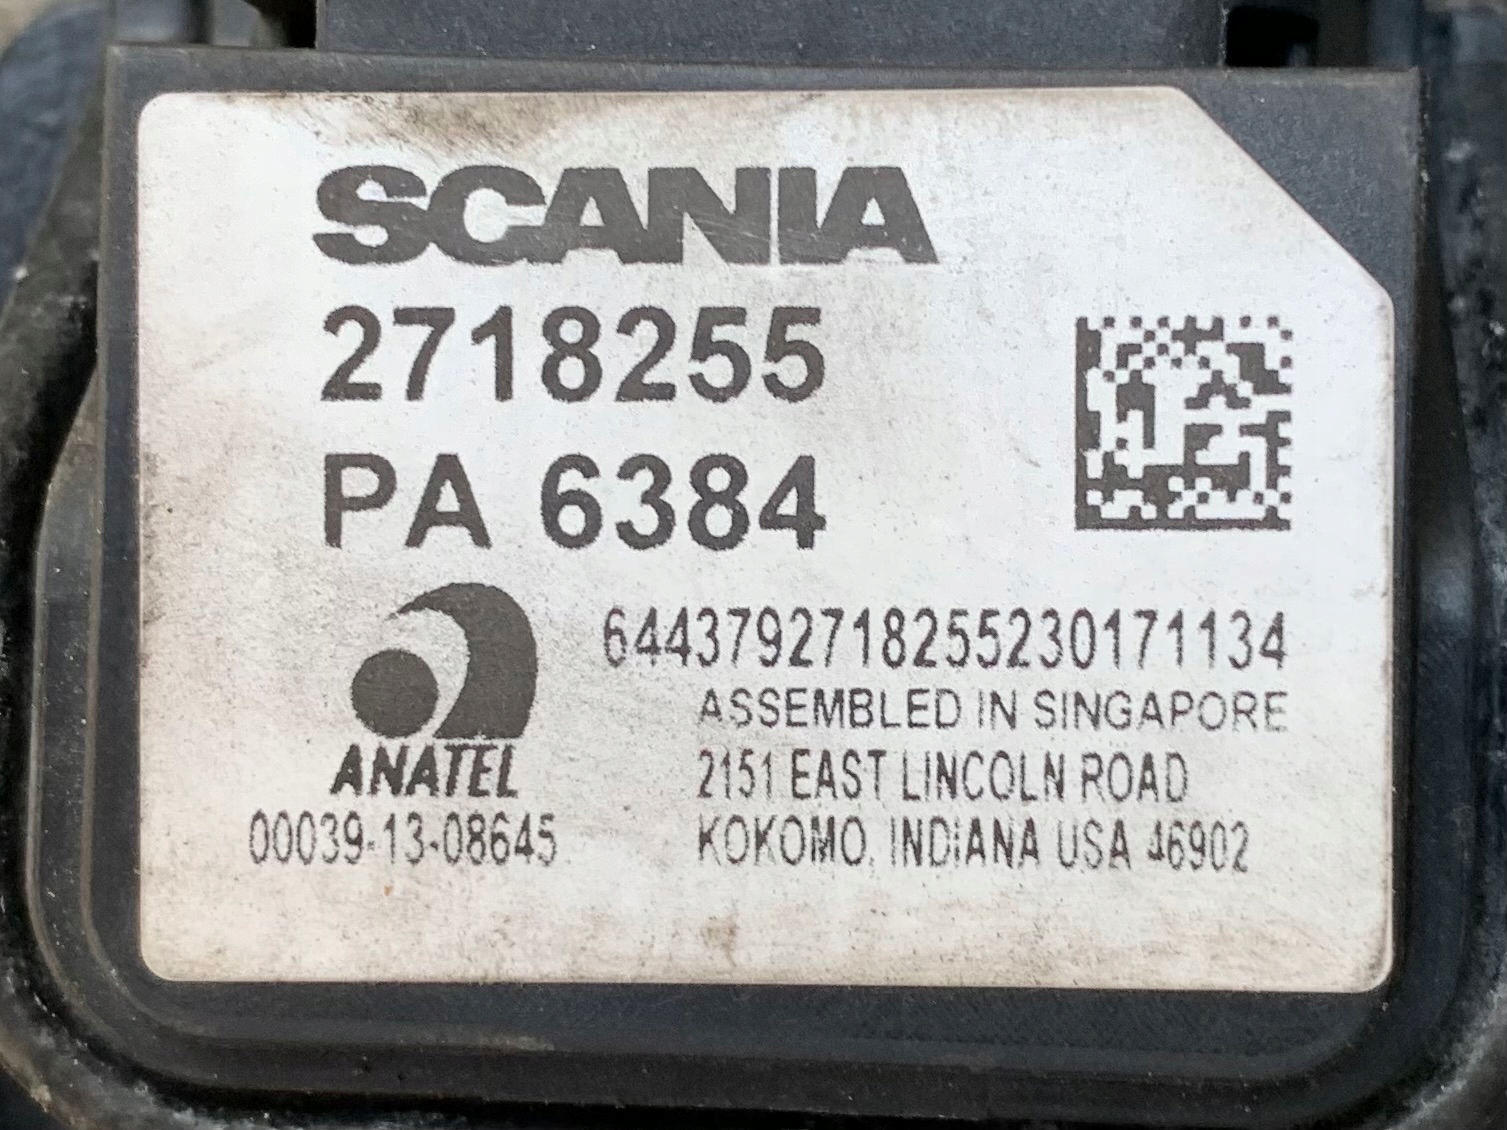 SCANIA
2718255
PA 6384
6443792718255230171134
ASSEMBLED IN SINGAPORE
2151 EAST LINCOLN ROAD
KOKOMO, INDIANA USA 46902
ANATEL
00039-13-08645